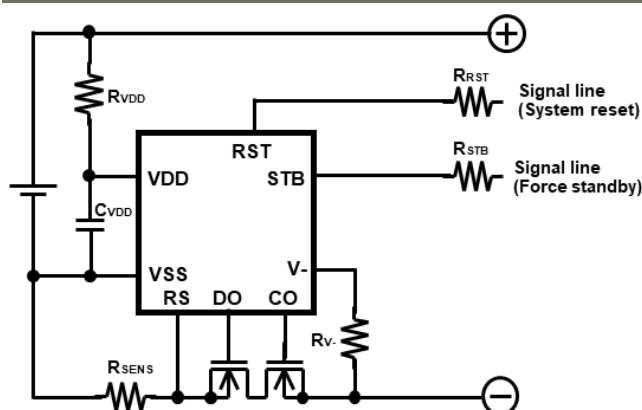 +
RVDD
RRST
Signal line
(System reset)
RST
RSTB
Signal line
(Force standby)
VDD
STB
CVDD
VSS
V-
RS DO CO
RV-
RSENS
−